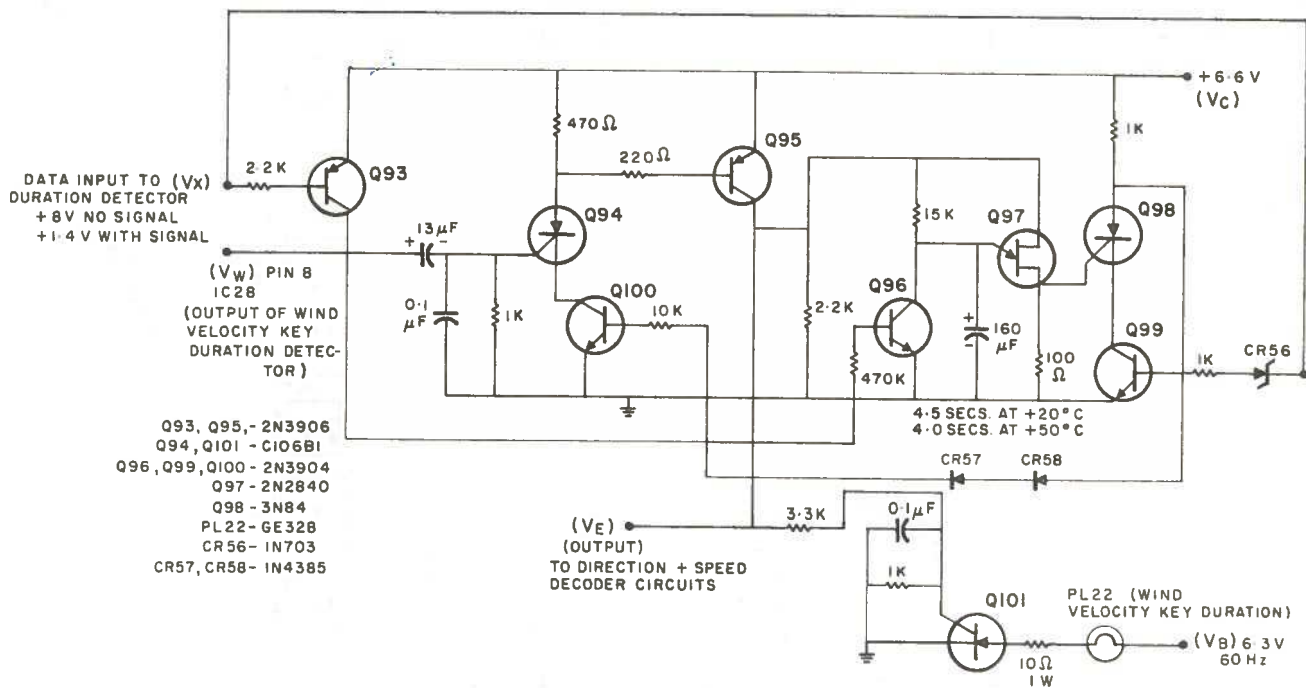 +6.6 V
(VC)
470Ω
1K
Q95
220Ω
2.2K
Q93
DATA INPUT TO (VX)
DURATION DETECTOR
+8V NO SIGNAL
+1.4 V WITH SIGNAL
13µF
+
-
Q94
15K
Q97
Q98
(VW) PIN 8
IC28
(OUTPUT OF WIND
VELOCITY KEY
DURATION DETEC-
TOR)
0.1
µF
1K
Q100
10K
Q96
2.2K
+
-
160
µF
100
Ω
Q99
CR56
1K
470K
4.5 SECS. AT +20°C
4.0 SECS. AT +50°C
Q93, Q95,-2N3906
Q94, Q101 - C106B1
Q96, Q99, Q100-2N3904
Q97-2N2840
Q98-3N84
PL22-GE328
CR56-1N703
CR57, CR58-1N4385
CR57
CR58
(VE)
(OUTPUT)
TO DIRECTION + SPEED
DECODER CIRCUITS
3.3K
0.1µF
1K
Q101
PL22 (WIND
VELOCITY KEY DURATION)
(VB) 6.3V
60 Hz
10Ω
1 W